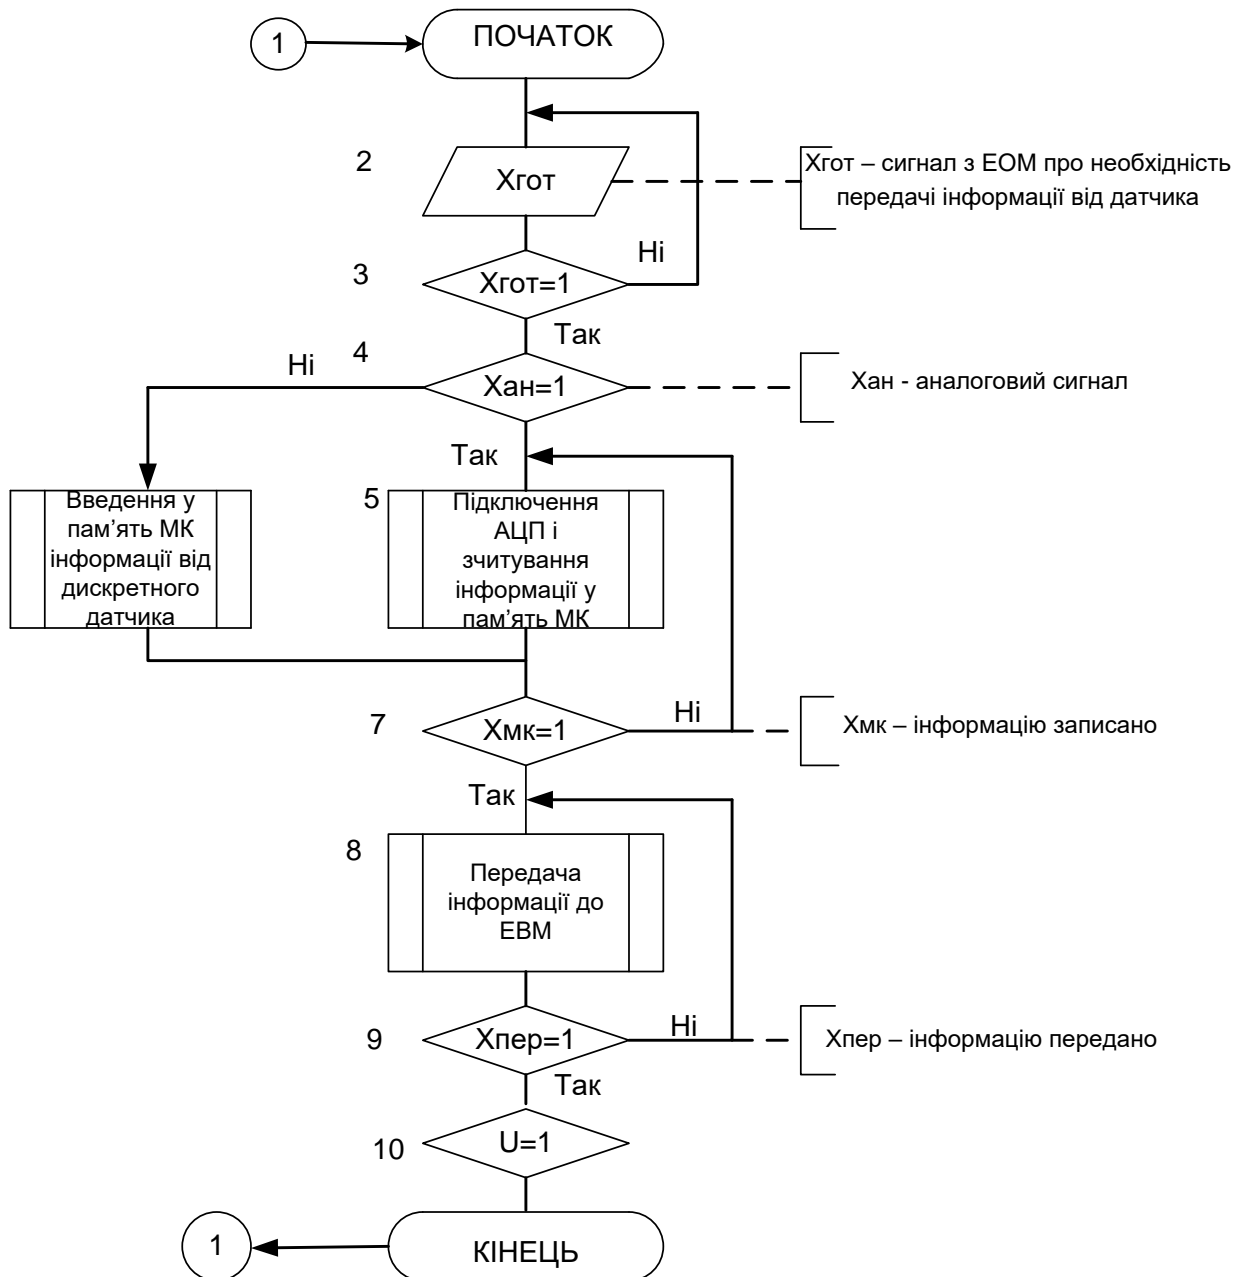 1
ПОЧАТОК
2
Хгот
Хгот – сигнал з ЕОМ про необхідність
передачі інформації від датчика
3
Хгот=1
Ні
Так
4
Ні
Хан=1
Хан - аналоговий сигнал
Так
Введення у
пам’ять МК
інформації від
дискретного
датчика
5
Підключення
АЦП і
зчитування
інформації у
пам’ять МК
7
Хмк=1
Ні
Хмк – інформацію записано
Так
8
Передача
інформації до
ЕВМ
9
Хпер=1
Ні
Хпер – інформацію передано
Так
10
U=1
1
КІНЕЦЬ